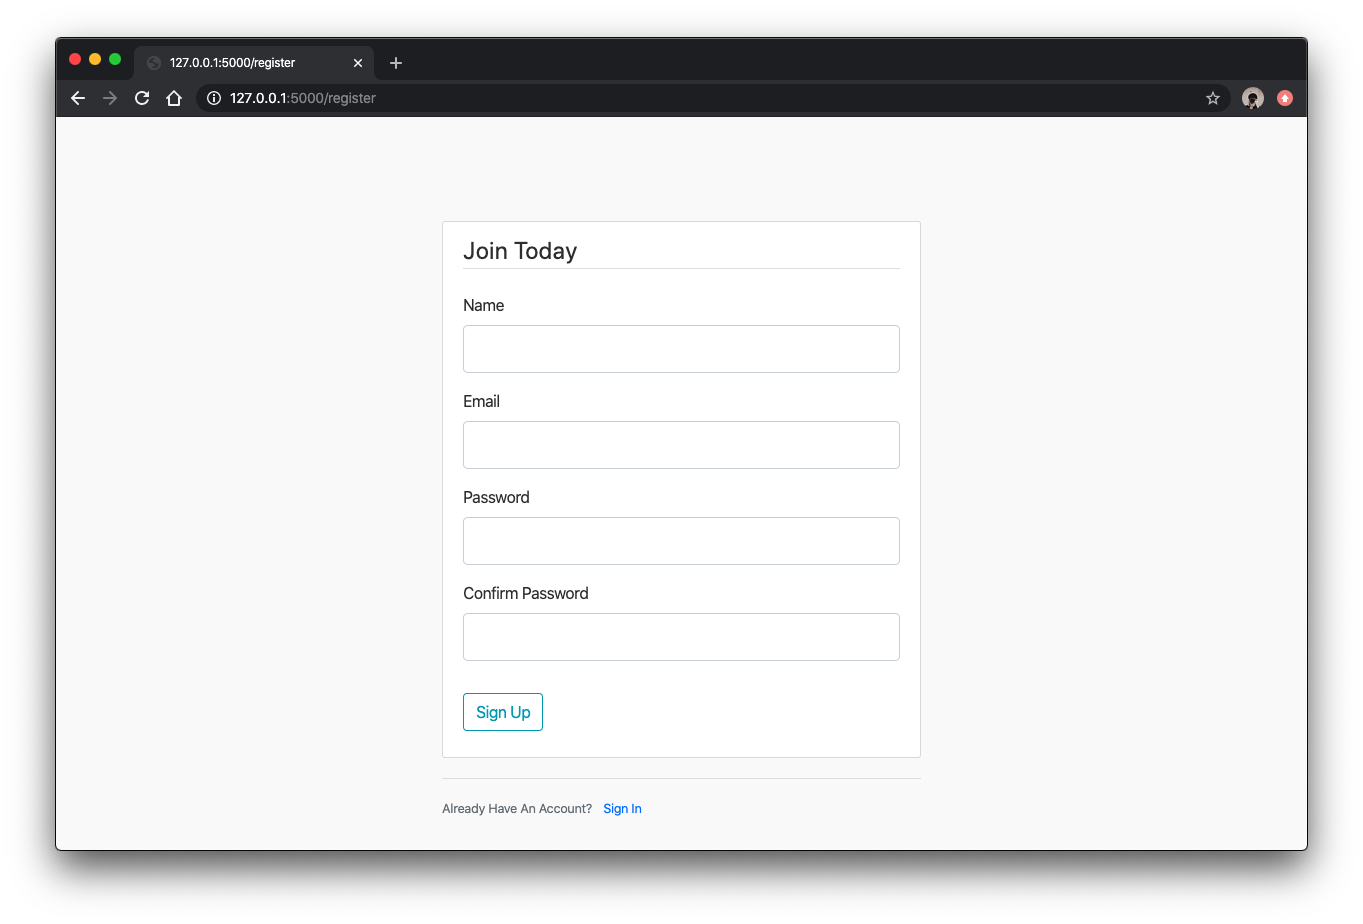 127.0.0.1:5000/register
127.0.0.1:5000/register
Join Today
Name
Email
Password
Confirm Password
Sign Up
Already Have An Account? Sign In